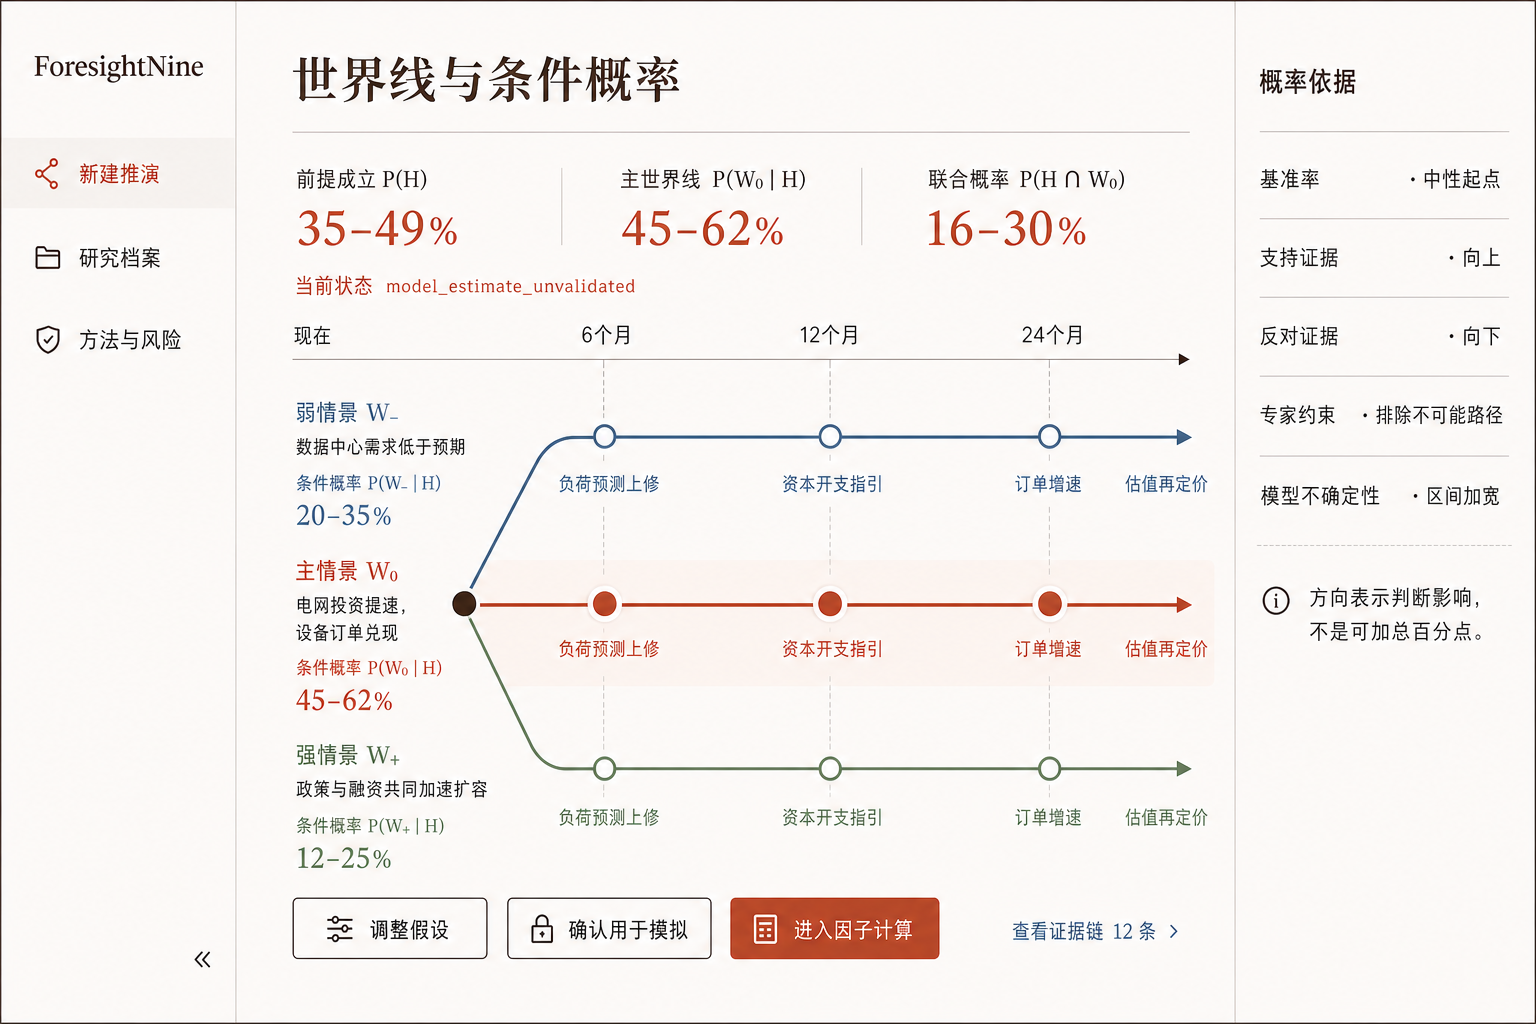 ForesightNine
新建推演
研究档案
方法与风险
«
世界线与条件概率
前提成立 P(H)
35–49%
主世界线 P(W₀ | H)
45–62%
联合概率 P(H ∩ W₀)
16–30%
当前状态 model_estimate_unvalidated
现在
6个月
12个月
24个月
弱情景 W₋
数据中心需求低于预期
条件概率 P(W₋ | H)
20–35%
负荷预测上修
资本开支指引
订单增速
估值再定价
主情景 W₀
电网投资提速，
设备订单兑现
条件概率 P(W₀ | H)
45–62%
负荷预测上修
资本开支指引
订单增速
估值再定价
强情景 W₊
政策与融资共同加速扩容
条件概率 P(W₊ | H)
12–25%
负荷预测上修
资本开支指引
订单增速
估值再定价
调整假设
确认用于模拟
进入因子计算
查看证据链 12 条 >
概率依据
基准率 · 中性起点
支持证据 · 向上
反对证据 · 向下
专家约束 · 排除不可能路径
模型不确定性 · 区间加宽
方向表示判断影响，
不是可加总百分点。